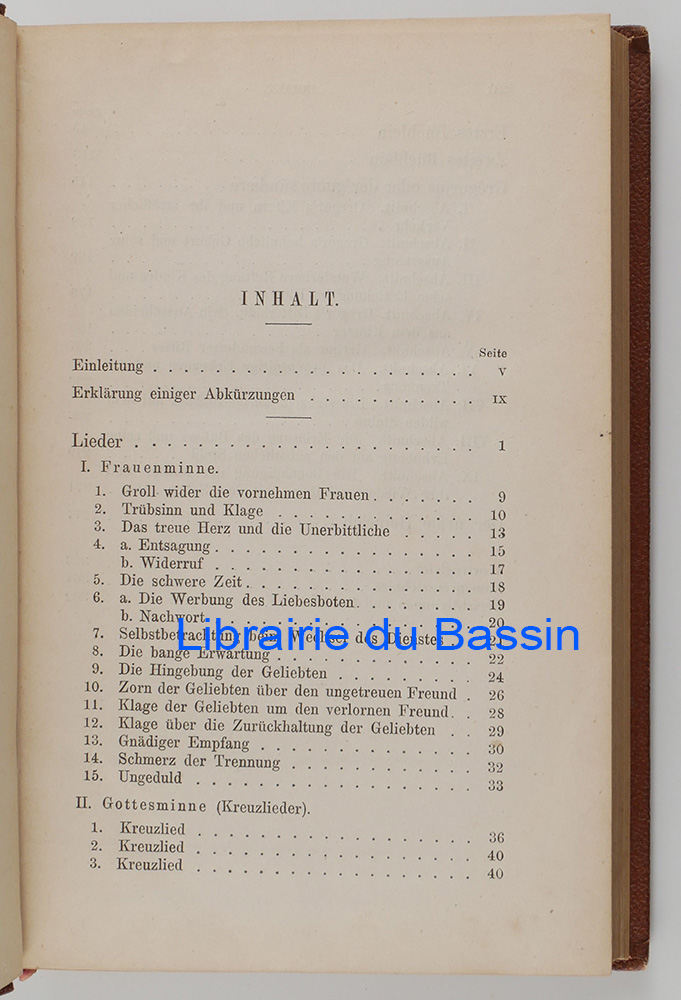 INHALT.
Seite
Einleitung . . . . . . . . . . . . . . . . . . . . V
Erklärung einiger Abkürzungen . . . . . . . . . . . IX
Lieder . . . . . . . . . . . . . . . . . . . . . 1
I. Frauenminne.
1. Groll wider die vornehmen Frauen . . . . . . . 9
2. Trübsinn und Klage . . . . . . . . . . . . . 10
3. Das treue Herz und die Unerbittliche . . . . . 13
4. a. Entsagung . . . . . . . . . . . . . . . . 15
b. Widerruf . . . . . . . . . . . . . . . . 17
5. Die schwere Zeit . . . . . . . . . . . . . . 18
6. a. Die Werbung des Liebesboten . . . . . . . . 19
b. Nachwort . . . . . . . . . . . . . . . . 20
7. Selbstbetrachtung beim Wechsel des Dienstes
Librairie du Bassin
8. Die bange Erwartung . . . . . . . . . . . . . 22
9. Die Hingebung der Geliebten . . . . . . . . . 24
10. Zorn der Geliebten über den ungetreuen Freund . 26
11. Klage der Geliebten um den verlornen Freund . . 28
12. Klage über die Zurückhaltung der Geliebten . . 29
13. Gnädiger Empfang . . . . . . . . . . . . . . 30
14. Schmerz der Trennung . . . . . . . . . . . . 32
15. Ungeduld . . . . . . . . . . . . . . . . . . 33
II. Gottesminne (Kreuzlieder).
1. Kreuzlied . . . . . . . . . . . . . . . . . . 36
2. Kreuzlied . . . . . . . . . . . . . . . . . . 40
3. Kreuzlied . . . . . . . . . . . . . . . . . . 40